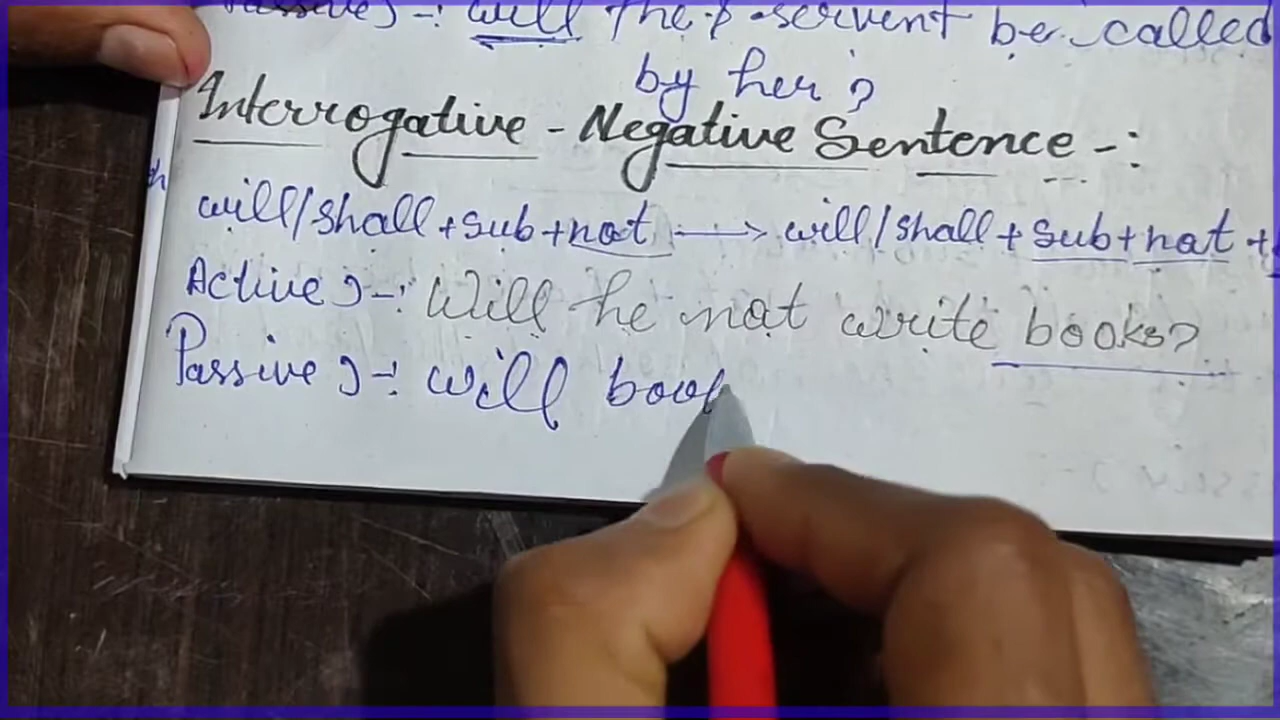 Passive) -: will the servent be called
by her?
Interrogative - Negative Sentence -:
will/shall + sub + not → will/shall + sub + not +
Active) -: Will he not write books?
Passive) -: will boo